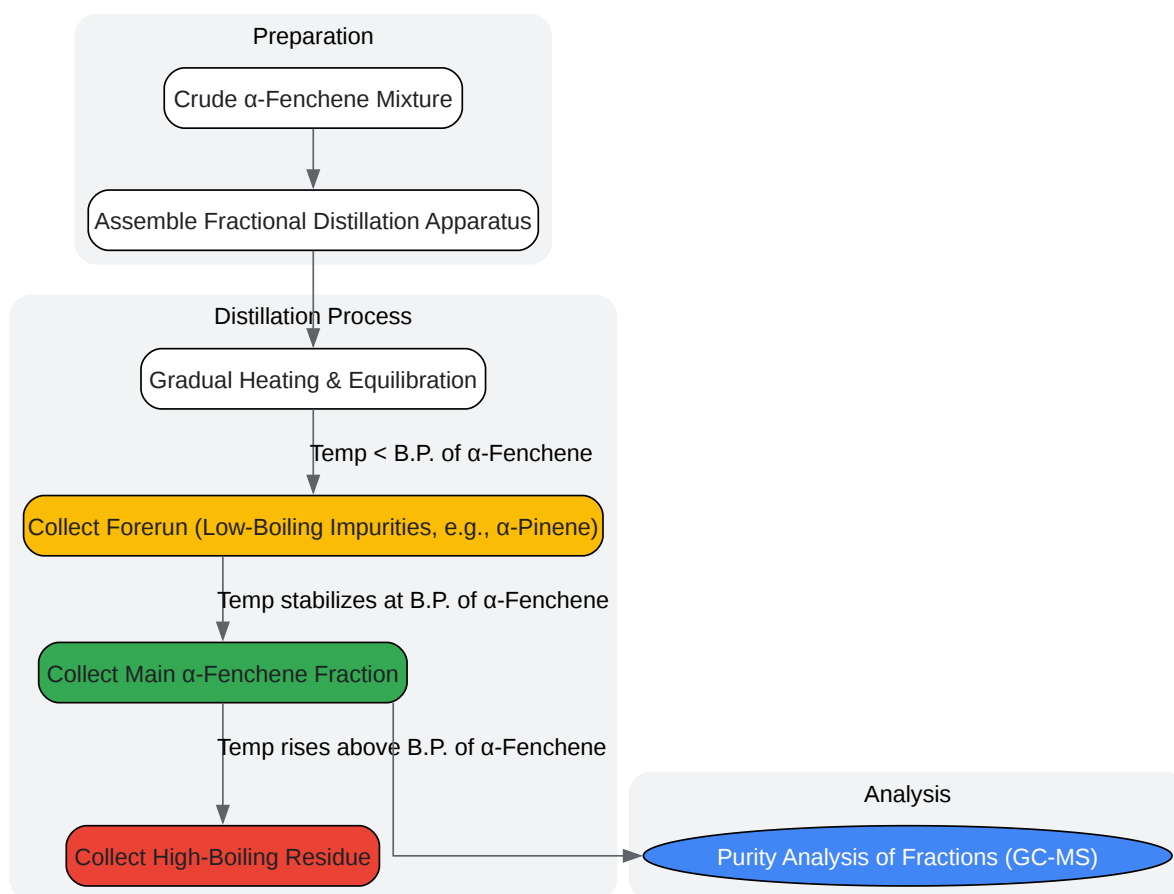 Preparation
Crude α-Fenchene Mixture
Assemble Fractional Distillation Apparatus
Distillation Process
Gradual Heating & Equilibration
Temp < B.P. of α-Fenchene
Collect Forerun (Low-Boiling Impurities, e.g., α-Pinene)
Temp stabilizes at B.P. of α-Fenchene
Collect Main α-Fenchene Fraction
Temp rises above B.P. of α-Fenchene
Collect High-Boiling Residue
Analysis
Purity Analysis of Fractions (GC-MS)